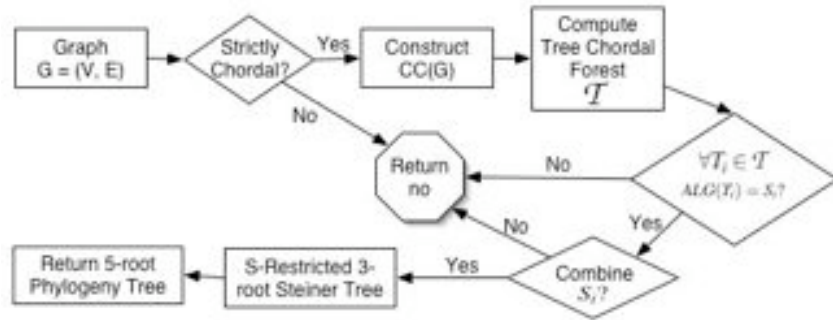 Graph
G = (V, E)
Strictly
Chordal?
Yes
Construct
CC(G)
Compute
Tree Chordal
Forest
𝒯
No
Return
no
No
∀T_i ∈ 𝒯
ALG(T_i) = S_i?
Yes
No
Combine
S_i?
Yes
S-Restricted 3-
root Steiner Tree
Return 5-root
Phylogeny Tree